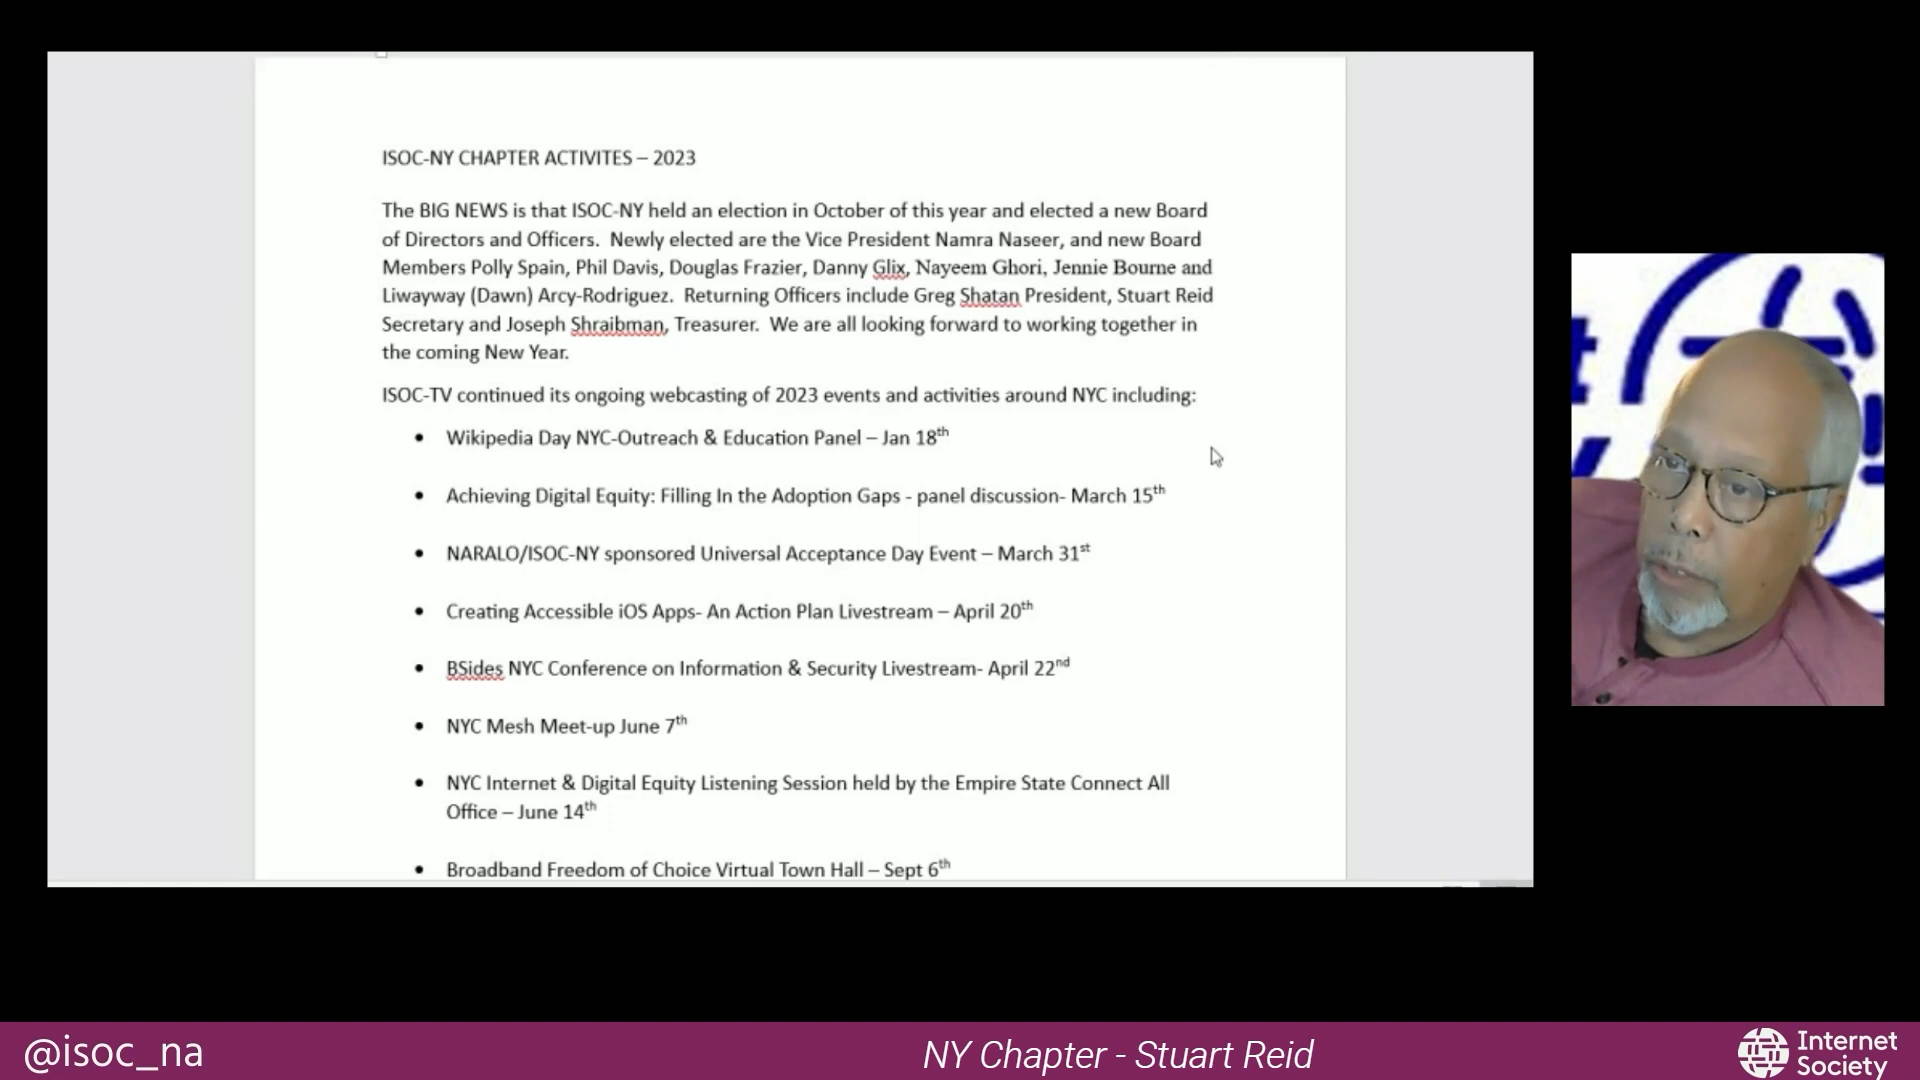 ISOC-NY CHAPTER ACTIVITES – 2023
The BIG NEWS is that ISOC-NY held an election in October of this year and elected a new Board
of Directors and Officers.  Newly elected are the Vice President Namra Naseer, and new Board
Members Polly Spain, Phil Davis, Douglas Frazier, Danny Glix, Nayeem Ghori, Jennie Bourne and
Liwayway (Dawn) Arcy-Rodriguez.  Returning Officers include Greg Shatan President, Stuart Reid
Secretary and Joseph Shraibman, Treasurer.  We are all looking forward to working together in
the coming New Year.
ISOC-TV continued its ongoing webcasting of 2023 events and activities around NYC including:
• Wikipedia Day NYC-Outreach & Education Panel – Jan 18th
• Achieving Digital Equity: Filling In the Adoption Gaps - panel discussion- March 15th
• NARALO/ISOC-NY sponsored Universal Acceptance Day Event – March 31st
• Creating Accessible iOS Apps- An Action Plan Livestream – April 20th
• BSides NYC Conference on Information & Security Livestream- April 22nd
• NYC Mesh Meet-up June 7th
• NYC Internet & Digital Equity Listening Session held by the Empire State Connect All
Office – June 14th
• Broadband Freedom of Choice Virtual Town Hall – Sept 6th
@isoc_na
NY Chapter - Stuart Reid
Internet
Society